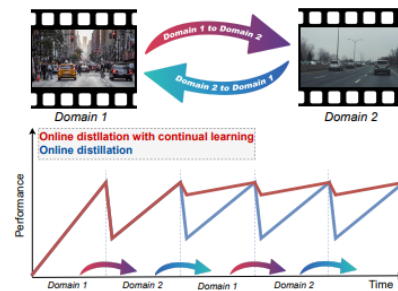 Domain 1 to Domain 2
Domain 2 to Domain 1
Domain 1
Domain 2
Online distllation with continual learning
Online distillation
Performance
Domain 1
Domain 2
Domain 1
Domain 2
Time